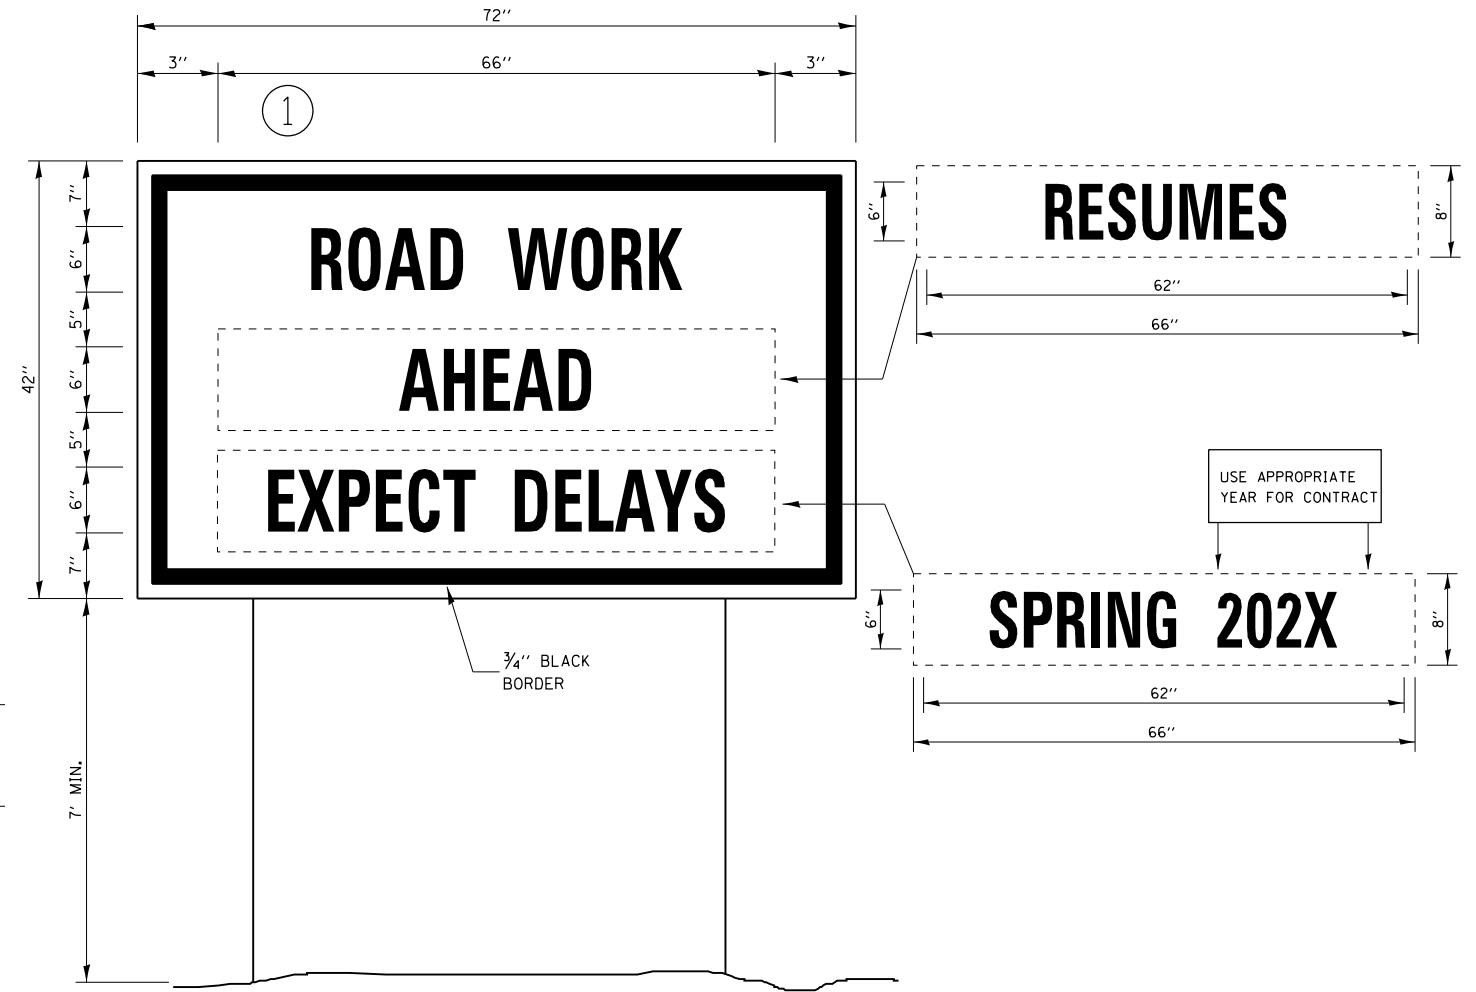 72''
3'' 66'' 3''
1
7''
6''
5''
6''
5''
6''
7''
42''
7' MIN.
ROAD WORK
AHEAD
EXPECT DELAYS
3/4'' BLACK
BORDER
6''
RESUMES
8''
62''
66''
USE APPROPRIATE
YEAR FOR CONTRACT
6''
SPRING 202X
8''
62''
66''